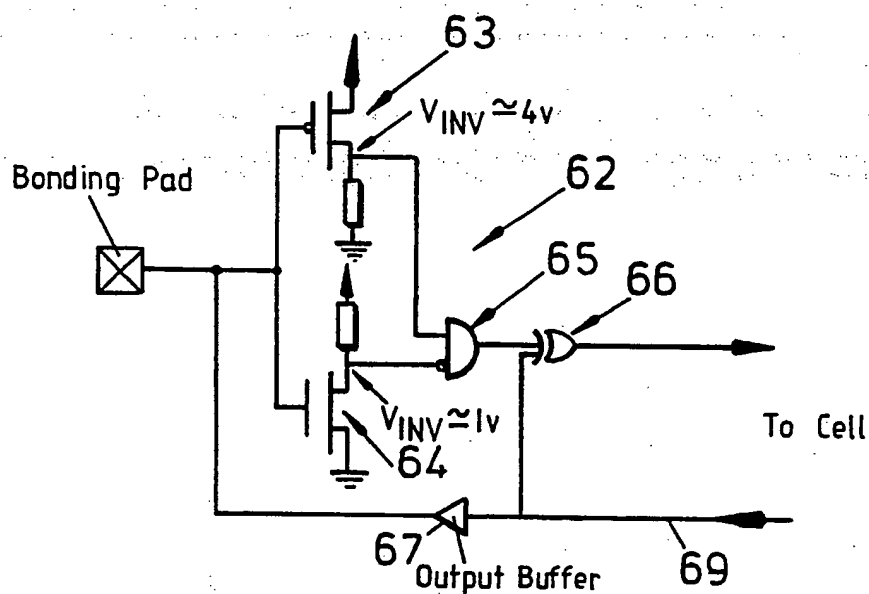 63
V_INV ≃ 4v
Bonding Pad
62
65
66
V_INV ≃ 1v
64
To Cell
67
Output Buffer
69